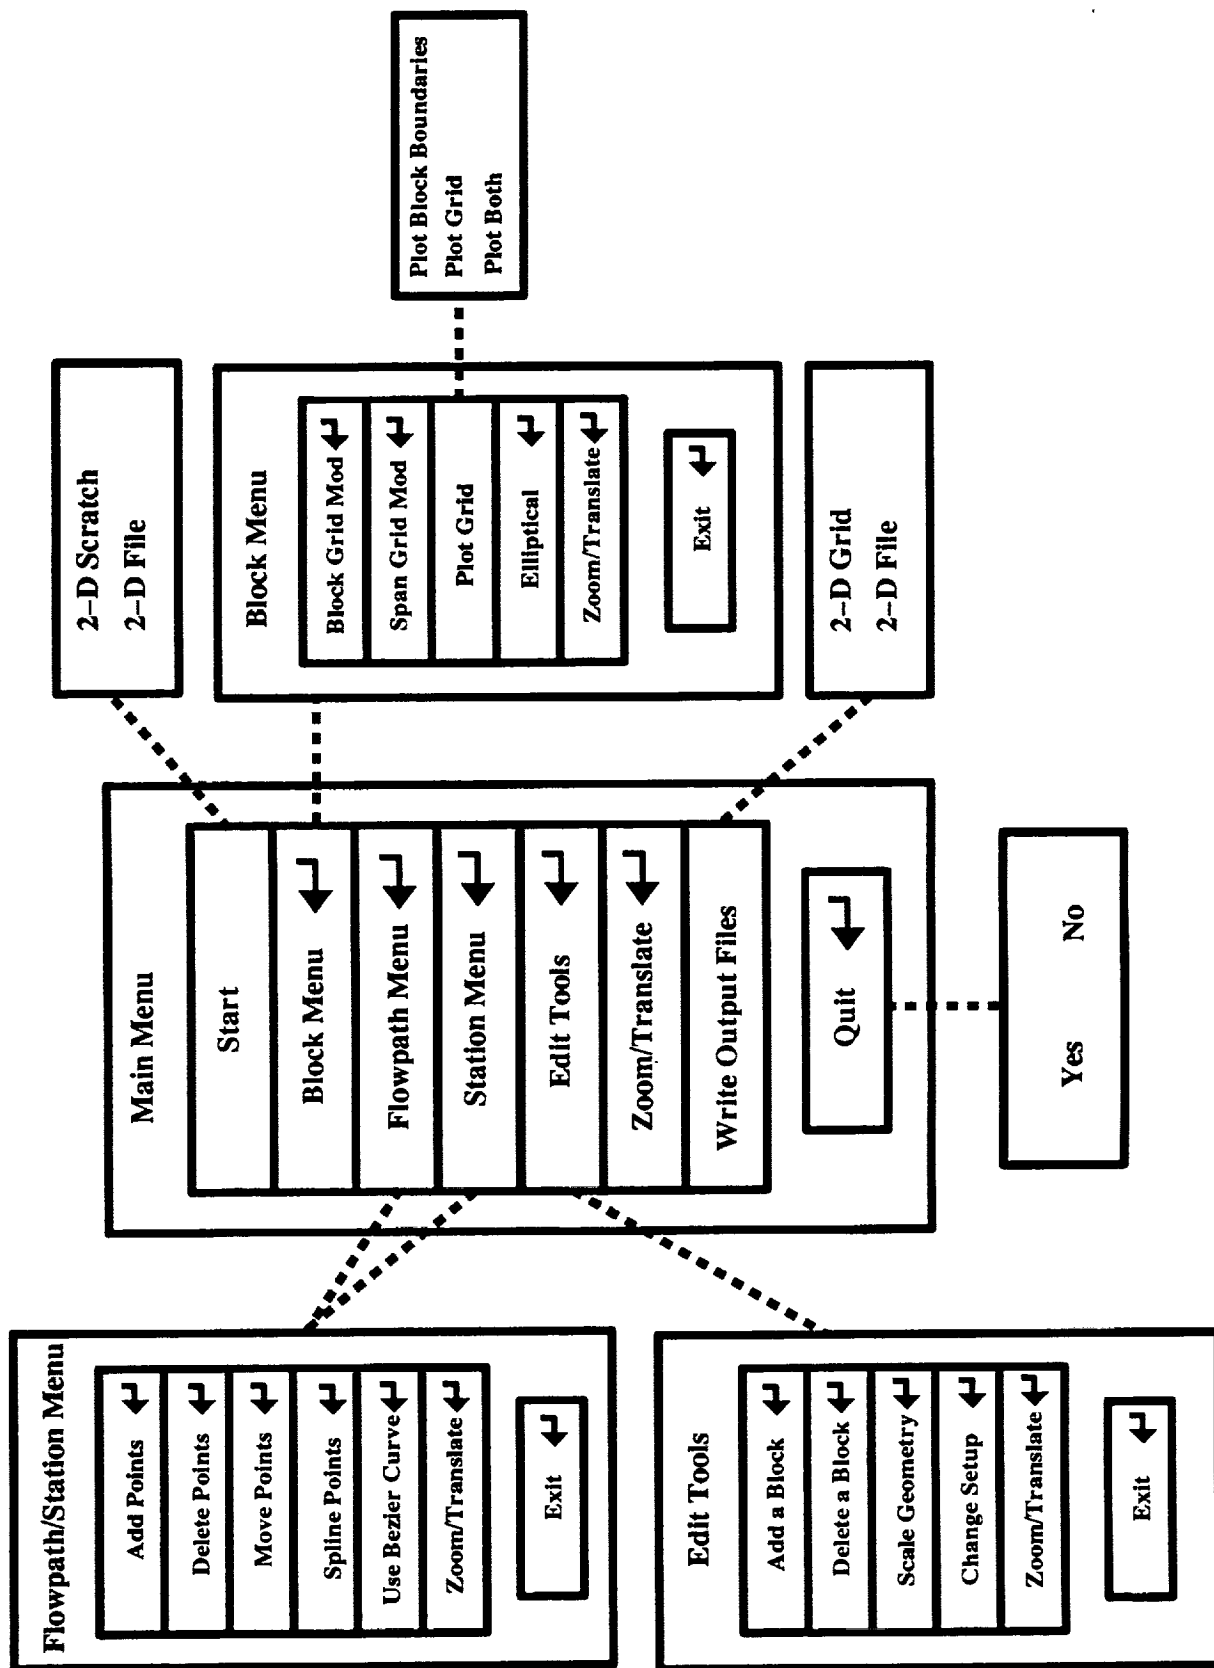 Flowpath/Station Menu
Add Points
Delete Points
Move Points
Spline Points
Use Bezier Curve
Zoom/Translate
Exit
Edit Tools
Add a Block
Delete a Block
Scale Geometry
Change Setup
Zoom/Translate
Exit
Main Menu
Start
Block Menu
Flowpath Menu
Station Menu
Edit Tools
Zoom/Translate
Write Output Files
Quit
Yes No
2–D Scratch
2–D File
Block Menu
Block Grid Mod
Span Grid Mod
Plot Grid
Elliptical
Zoom/Translate
Exit
2–D Grid
2–D File
Plot Block Boundaries
Plot Grid
Plot Both